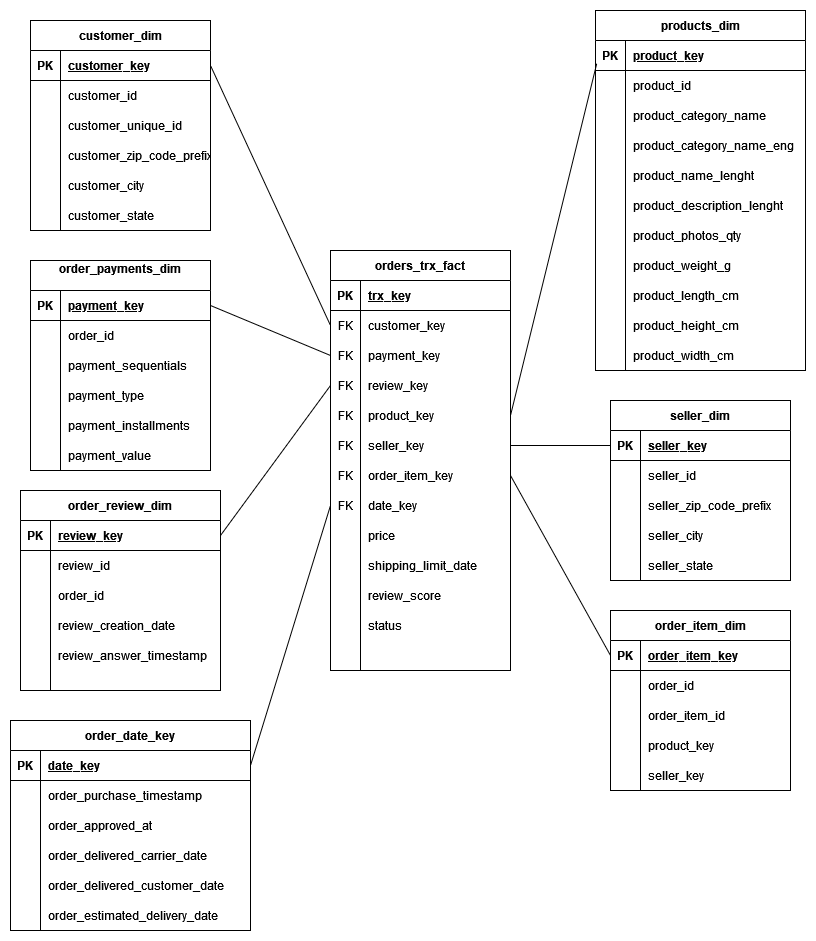 customer_dim
PK customer_key
customer_id
customer_unique_id
customer_zip_code_prefix
customer_city
customer_state
order_payments_dim
PK payment_key
order_id
payment_sequentials
payment_type
payment_installments
payment_value
order_review_dim
PK review_key
review_id
order_id
review_creation_date
review_answer_timestamp
order_date_key
PK date_key
order_purchase_timestamp
order_approved_at
order_delivered_carrier_date
order_delivered_customer_date
order_estimated_delivery_date
orders_trx_fact
PK trx_key
FK customer_key
FK payment_key
FK review_key
FK product_key
FK seller_key
FK order_item_key
FK date_key
price
shipping_limit_date
review_score
status
products_dim
PK product_key
product_id
product_category_name
product_category_name_eng
product_name_lenght
product_description_lenght
product_photos_qty
product_weight_g
product_length_cm
product_height_cm
product_width_cm
seller_dim
PK seller_key
seller_id
seller_zip_code_prefix
seller_city
seller_state
order_item_dim
PK order_item_key
order_id
order_item_id
product_key
seller_key